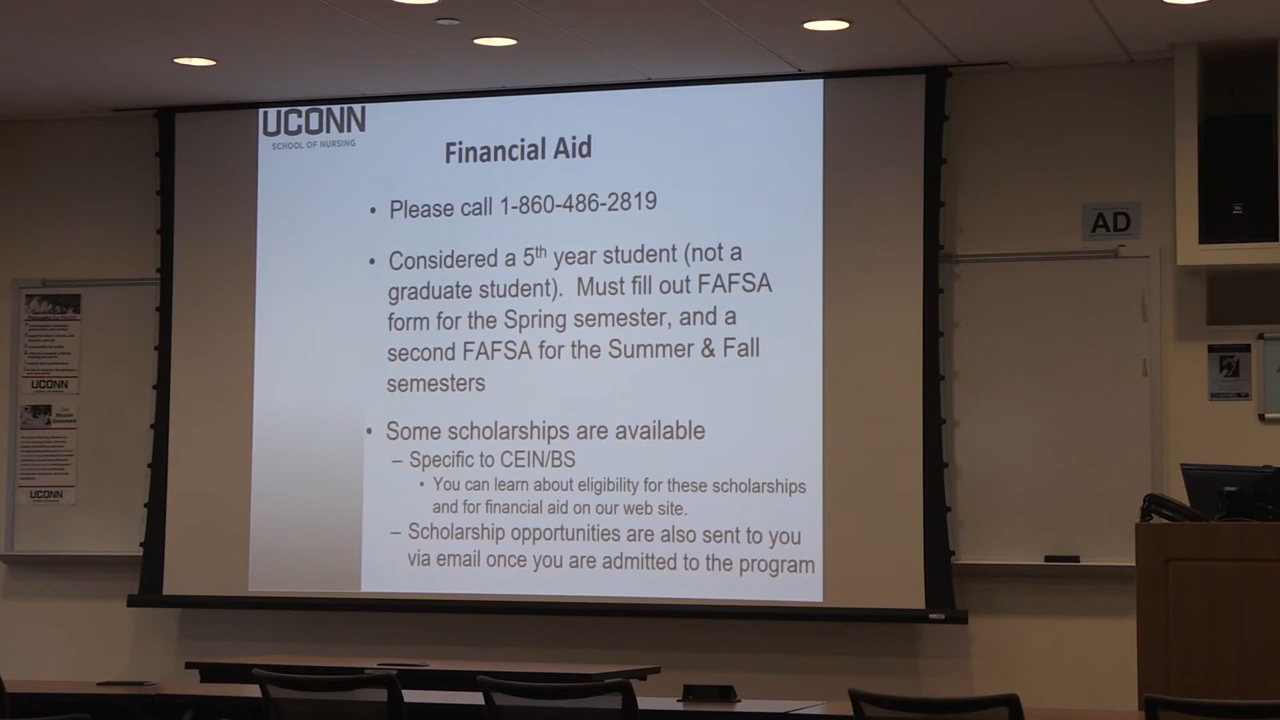 UCONN
SCHOOL OF NURSING
Financial Aid
• Please call 1-860-486-2819
• Considered a 5th year student (not a
graduate student). Must fill out FAFSA
form for the Spring semester, and a
second FAFSA for the Summer & Fall
semesters
• Some scholarships are available
– Specific to CEIN/BS
• You can learn about eligibility for these scholarships
and for financial aid on our web site.
– Scholarship opportunities are also sent to you
via email once you are admitted to the program
AD
UCONN
Our
Mission
Statement
UCONN